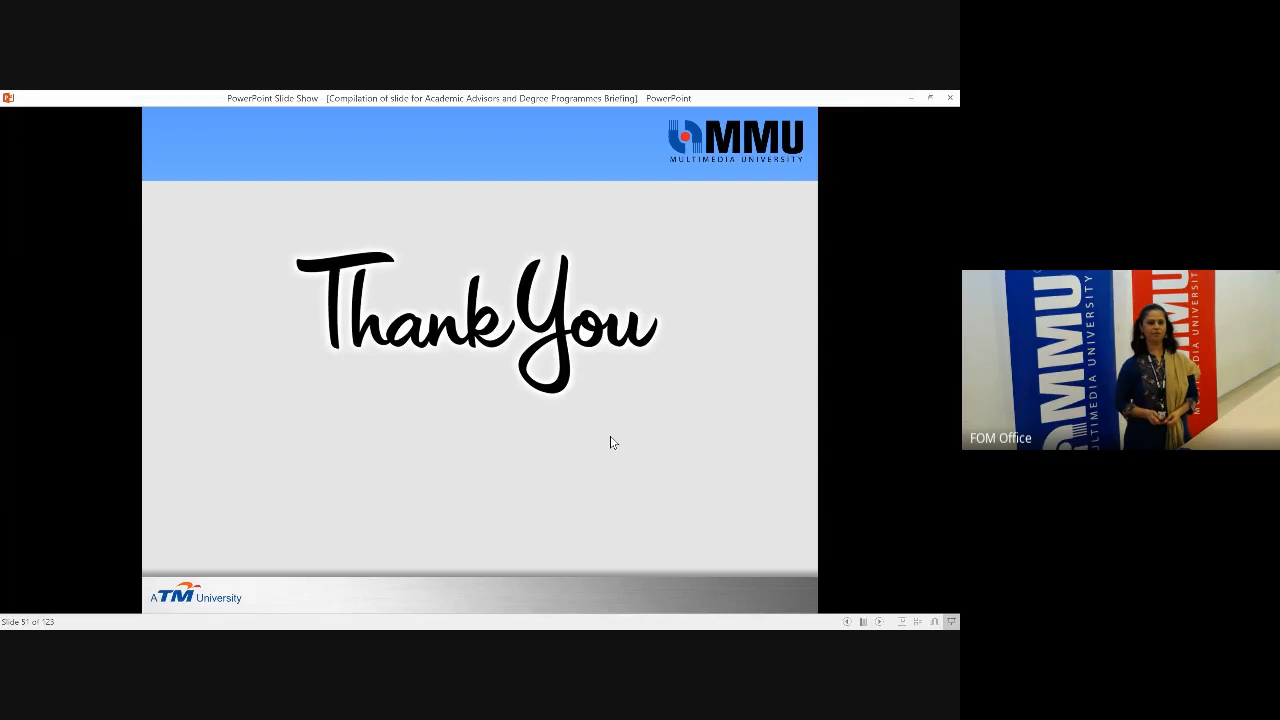 PowerPoint Slide Show - [Compilation of slide for Academic Advisors and Degree Programmes Briefing] - PowerPoint
MMU
MULTIMEDIA UNIVERSITY
Thank You
A TM University
Slide 51 of 123
MMU
MULTIMEDIA UNIVERSITY
MMU
FOM Office